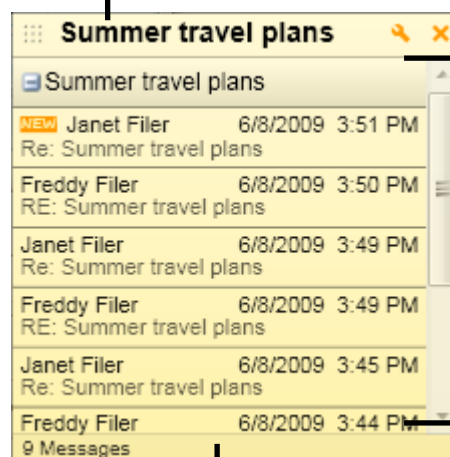 Summer travel plans
Summer travel plans
NEW Janet Filer 6/8/2009 3:51 PM
Re: Summer travel plans
Freddy Filer 6/8/2009 3:50 PM
RE: Summer travel plans
Janet Filer 6/8/2009 3:49 PM
Re: Summer travel plans
Freddy Filer 6/8/2009 3:49 PM
RE: Summer travel plans
Janet Filer 6/8/2009 3:45 PM
Re: Summer travel plans
Freddy Filer 6/8/2009 3:44 PM
9 Messages